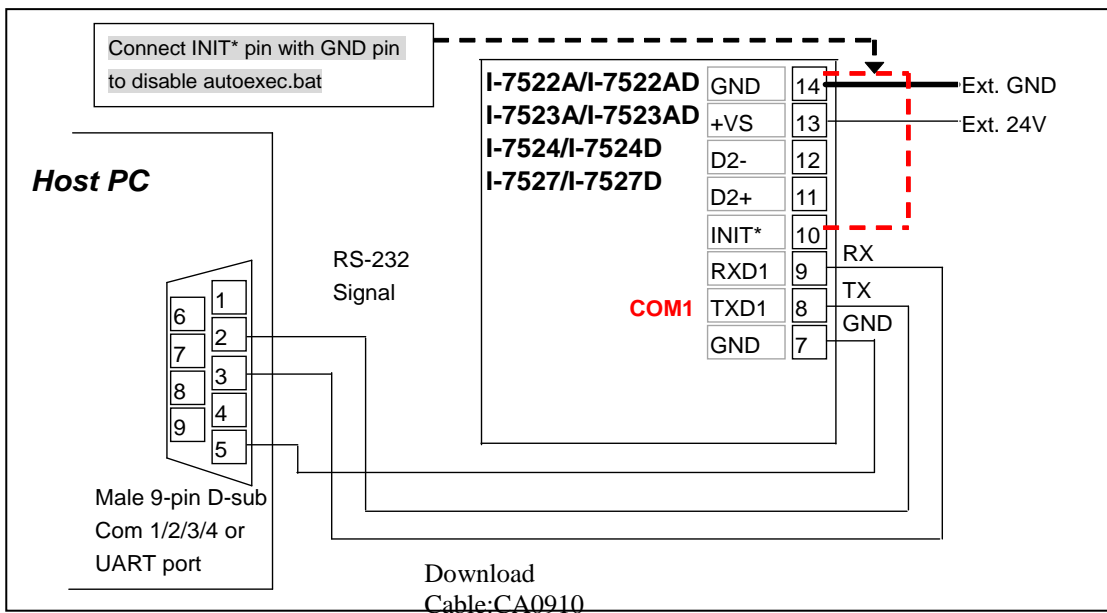 Connect INIT* pin with GND pin
to disable autoexec.bat
Host PC
RS-232
Signal
1
2
3
4
5
6
7
8
9
Male 9-pin D-sub
Com 1/2/3/4 or
UART port
I-7522A/I-7522AD
I-7523A/I-7523AD
I-7524/I-7524D
I-7527/I-7527D
COM1
GND 14
+VS 13
D2- 12
D2+ 11
INIT* 10
RXD1 9
TXD1 8
GND 7
Ext. GND
Ext. 24V
RX
TX
GND
Download
Cable:CA0910